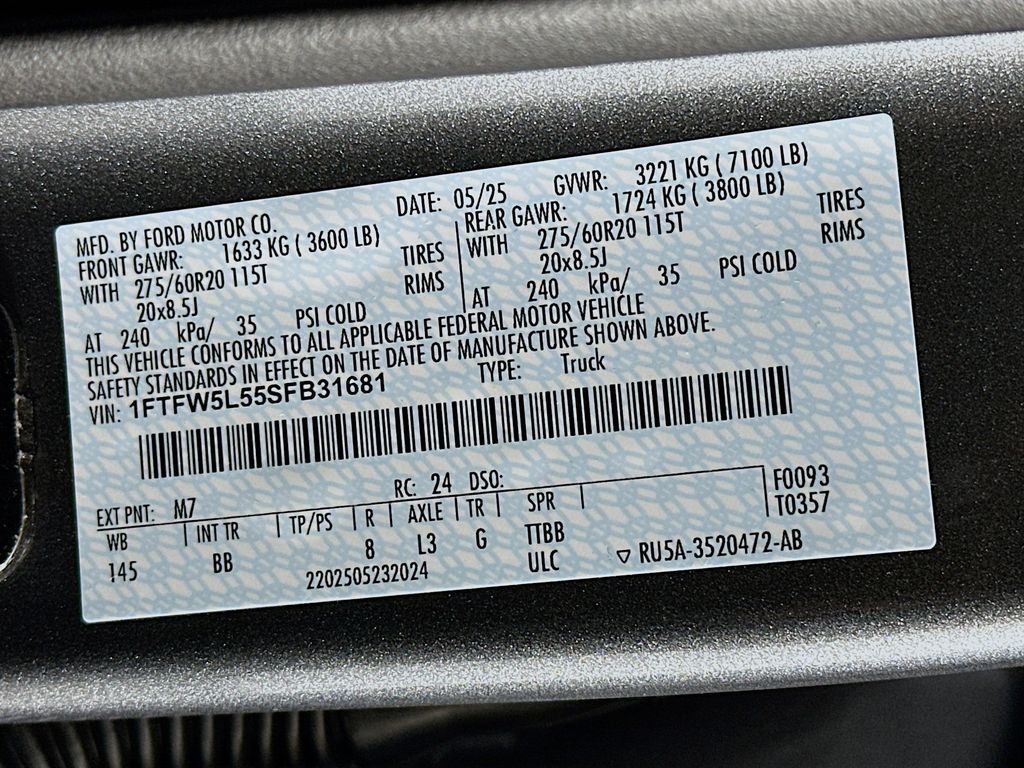 MFD. BY FORD MOTOR CO. DATE: 05/25 GVWR: 3221 KG ( 7100 LB)
FRONT GAWR: 1633 KG ( 3600 LB) REAR GAWR: 1724 KG ( 3800 LB)
WITH 275/60R20 115T TIRES WITH 275/60R20 115T TIRES
20x8.5J RIMS 20x8.5J RIMS
AT 240 kPa/ 35 PSI COLD AT 240 kPa/ 35 PSI COLD
THIS VEHICLE CONFORMS TO ALL APPLICABLE FEDERAL MOTOR VEHICLE
SAFETY STANDARDS IN EFFECT ON THE DATE OF MANUFACTURE SHOWN ABOVE.
VIN: 1FTFW5L55SFB31681 TYPE: Truck
EXT PNT: M7 RC: 24 DSO: F0093
WB INT TR TP/PS R AXLE TR SPR T0357
145 BB 8 L3 G TTBB
2202505232024 ULC ▽ RU5A-3520472-AB